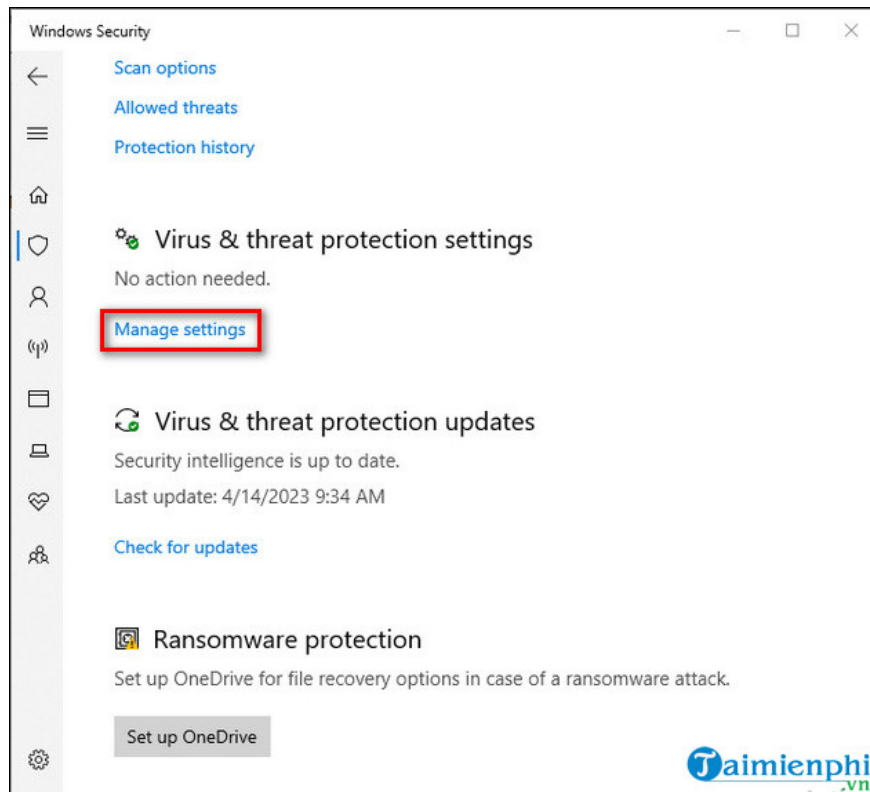 Windows Security
Scan options
Allowed threats
Protection history
Virus & threat protection settings
No action needed.
Manage settings
Virus & threat protection updates
Security intelligence is up to date.
Last update: 4/14/2023 9:34 AM
Check for updates
Ransomware protection
Set up OneDrive for file recovery options in case of a ransomware attack.
Set up OneDrive
Taimienphi
.vn